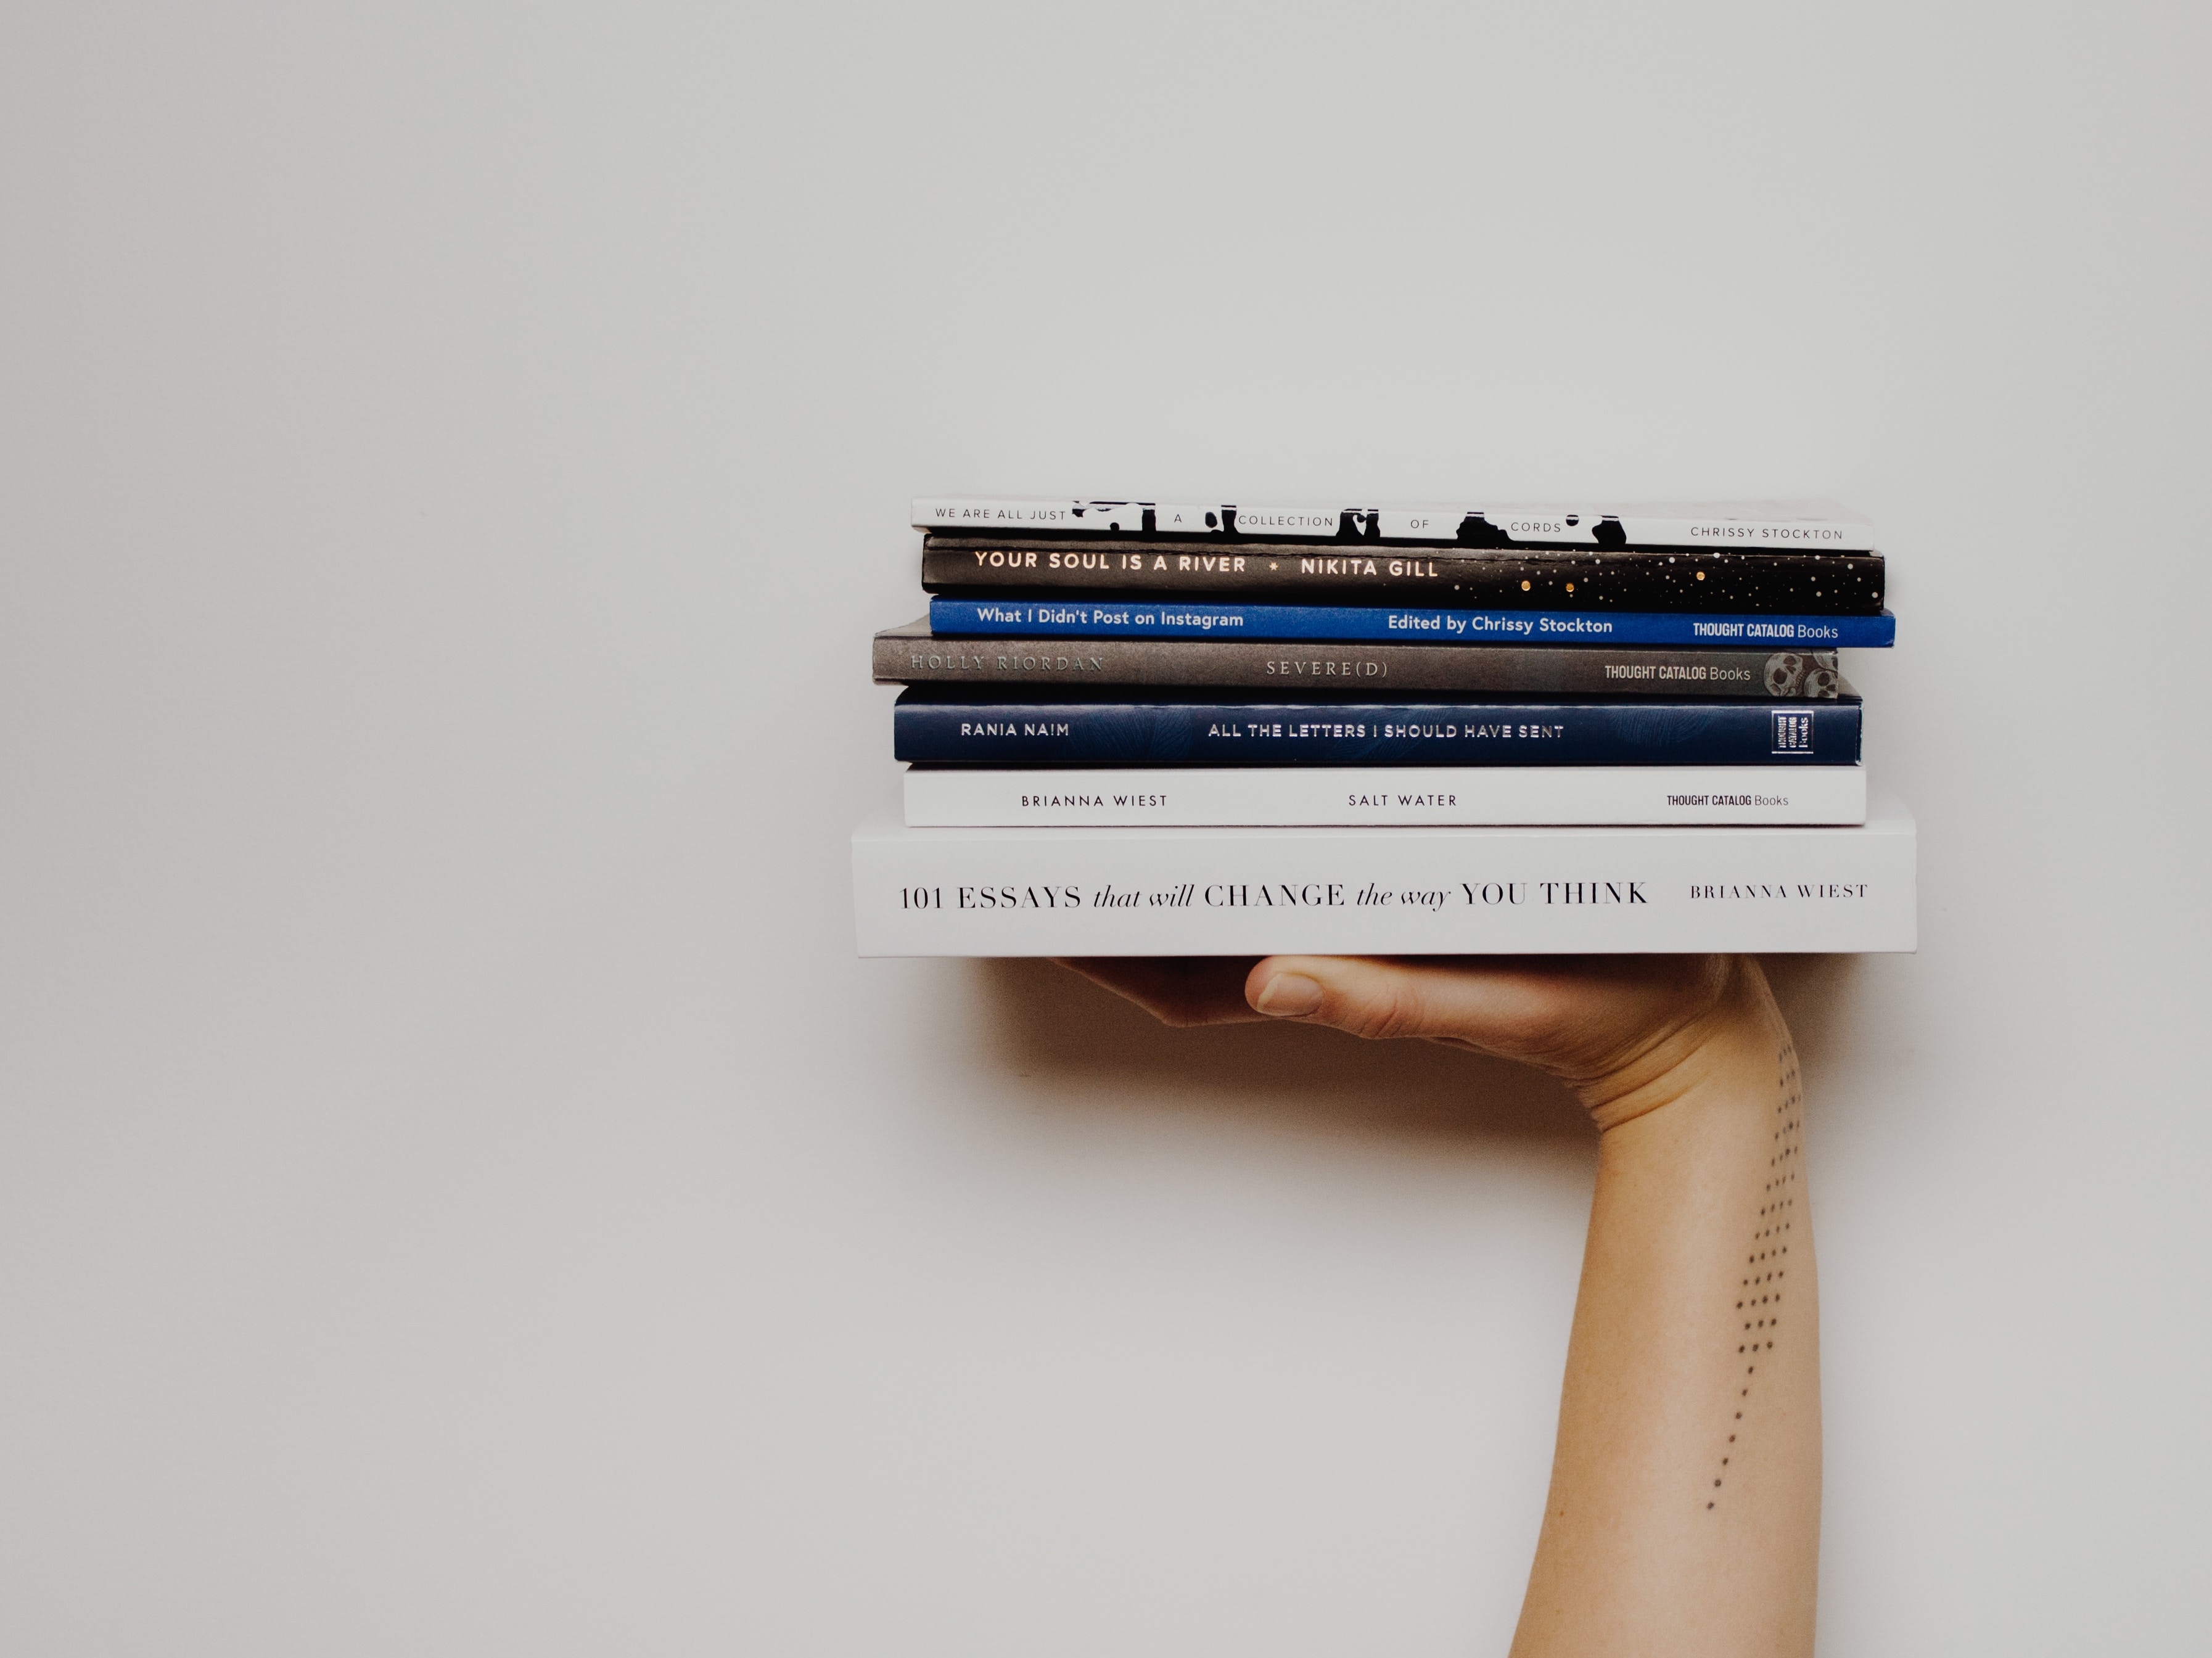 WE ARE ALL JUST A COLLECTION OF CORDS CHRISSY STOCKTON
YOUR SOUL IS A RIVER NIKITA GILL
What I Didn't Post on Instagram Edited by Chrissy Stockton THOUGHT CATALOG Books
HOLLY RIORDAN SEVERE(D) THOUGHT CATALOG Books
RANIA NAIM ALL THE LETTERS I SHOULD HAVE SENT THOUGHT CATALOG Books
BRIANNA WIEST SALT WATER THOUGHT CATALOG Books
101 ESSAYS that will CHANGE the way YOU THINK BRIANNA WIEST